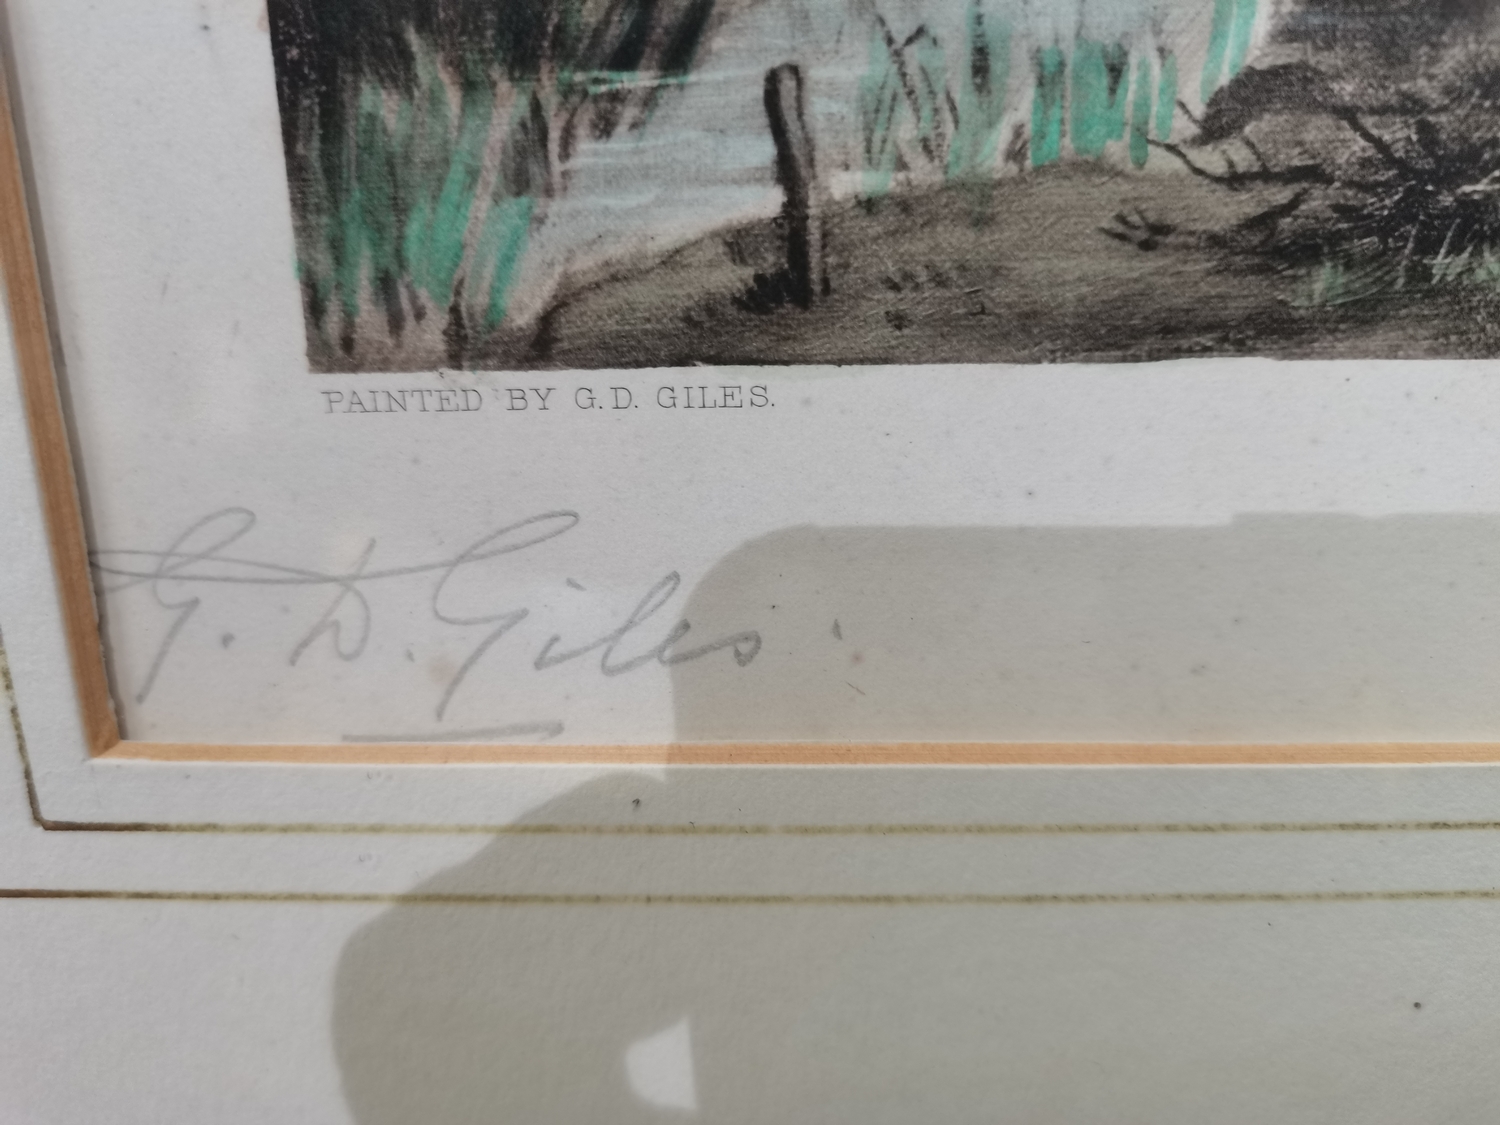 PAINTED BY G.D. GILES.
G. D. Giles.